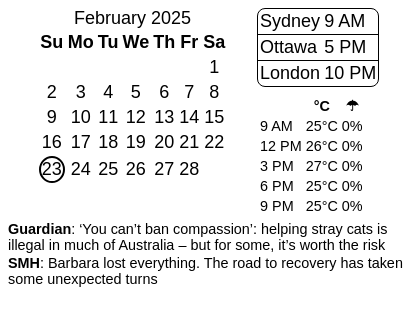 February 2025
Su Mo Tu We Th Fr Sa
1
2 3 4 5 6 7 8
9 10 11 12 13 14 15
16 17 18 19 20 21 22
23 24 25 26 27 28
Sydney 9 AM
Ottawa 5 PM
London 10 PM
°C ☂
9 AM 25°C 0%
12 PM 26°C 0%
3 PM 27°C 0%
6 PM 25°C 0%
9 PM 25°C 0%
Guardian: ‘You can’t ban compassion’: helping stray cats is
illegal in much of Australia – but for some, it’s worth the risk
SMH: Barbara lost everything. The road to recovery has taken
some unexpected turns